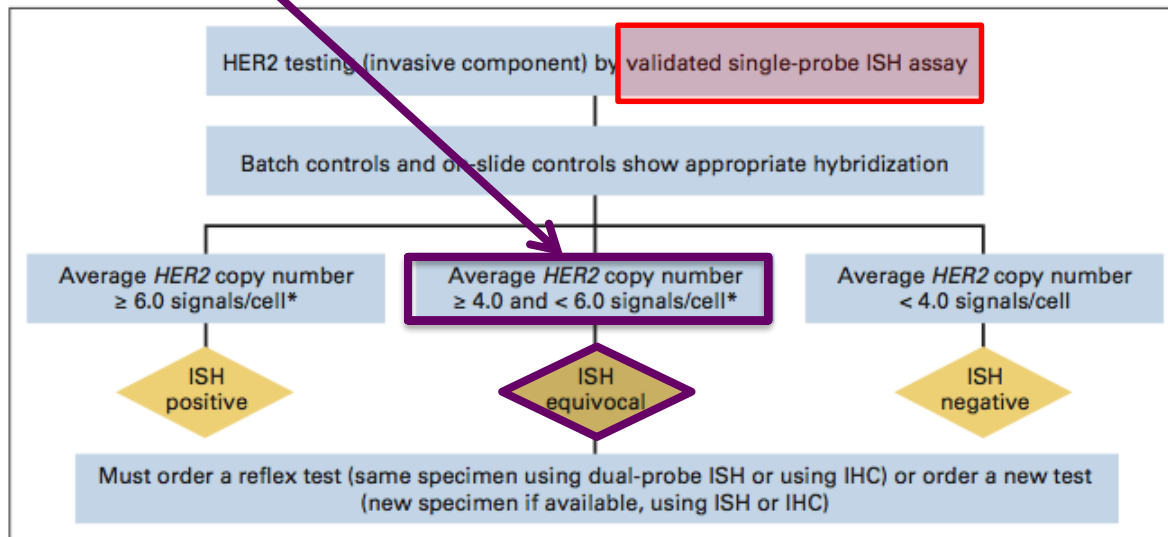 HER2 testing (invasive component) by validated single-probe ISH assay
Batch controls and on-slide controls show appropriate hybridization
Average HER2 copy number
≥ 6.0 signals/cell*
Average HER2 copy number
≥ 4.0 and < 6.0 signals/cell*
Average HER2 copy number
< 4.0 signals/cell
ISH
positive
ISH
equivocal
ISH
negative
Must order a reflex test (same specimen using dual-probe ISH or using IHC) or order a new test
(new specimen if available, using ISH or IHC)